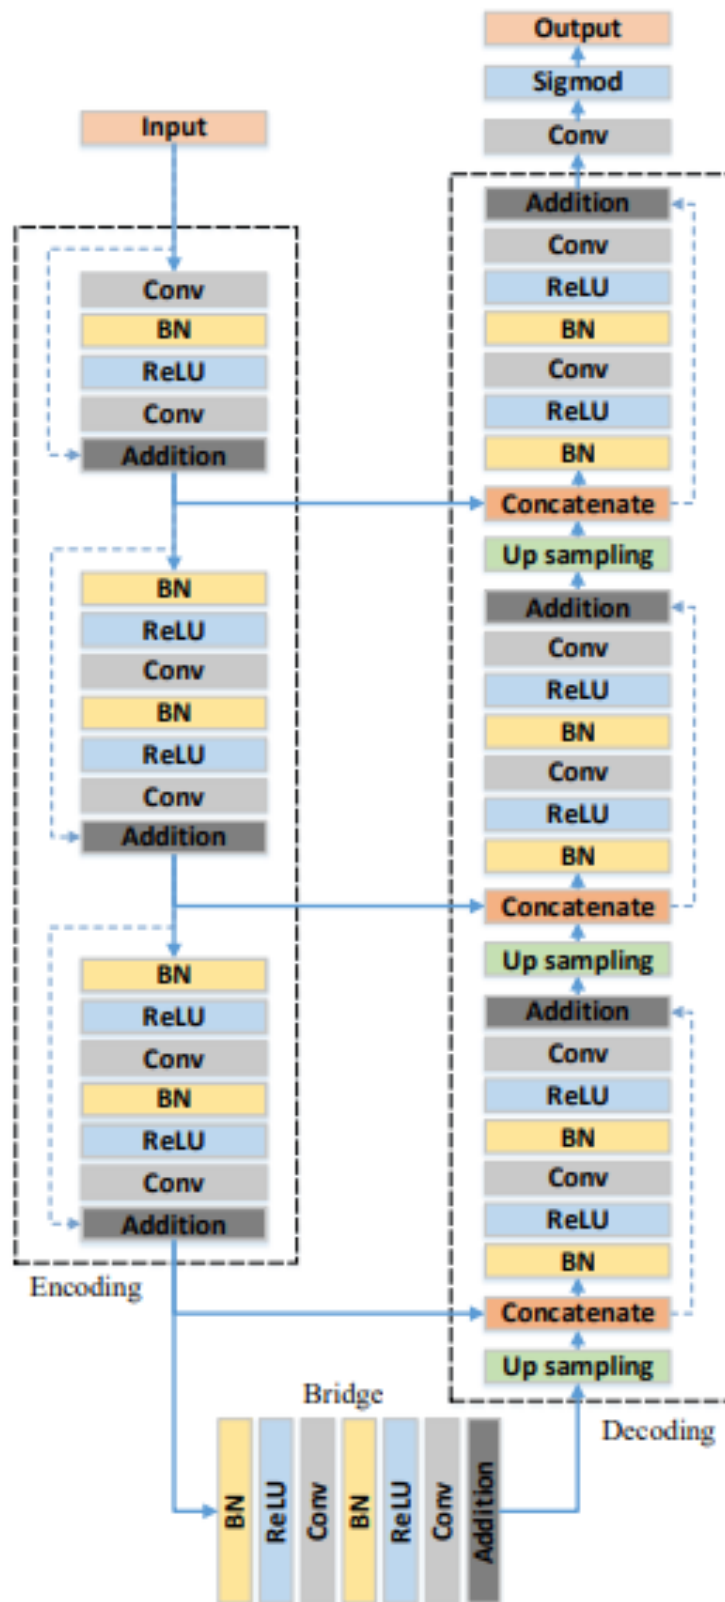 Input
Conv
BN
ReLU
Conv
Addition
BN
ReLU
Conv
BN
ReLU
Conv
Addition
BN
ReLU
Conv
BN
ReLU
Conv
Addition
Encoding
Bridge
BN
ReLU
Conv
BN
ReLU
Conv
Addition
Output
Sigmod
Conv
Addition
Conv
ReLU
BN
Conv
ReLU
BN
Concatenate
Up sampling
Addition
Conv
ReLU
BN
Conv
ReLU
BN
Concatenate
Up sampling
Addition
Conv
ReLU
BN
Conv
ReLU
BN
Concatenate
Up sampling
Decoding